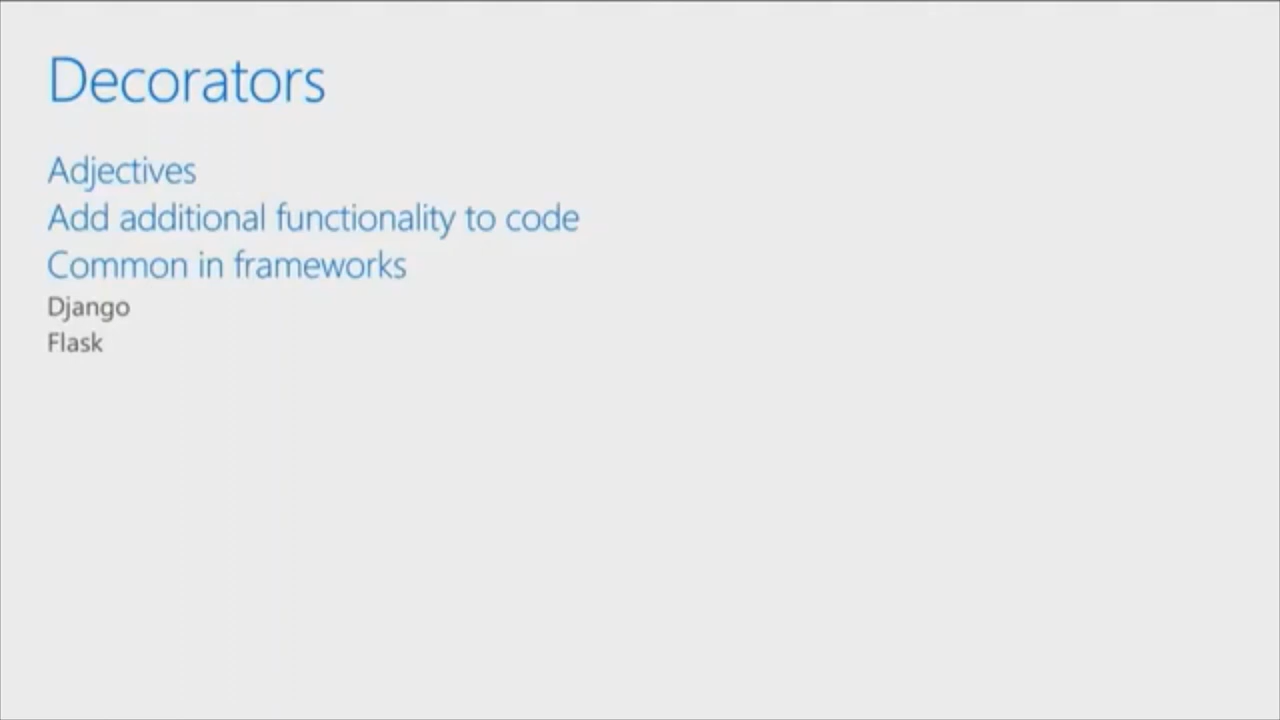 Decorators
Adjectives
Add additional functionality to code
Common in frameworks
Django
Flask